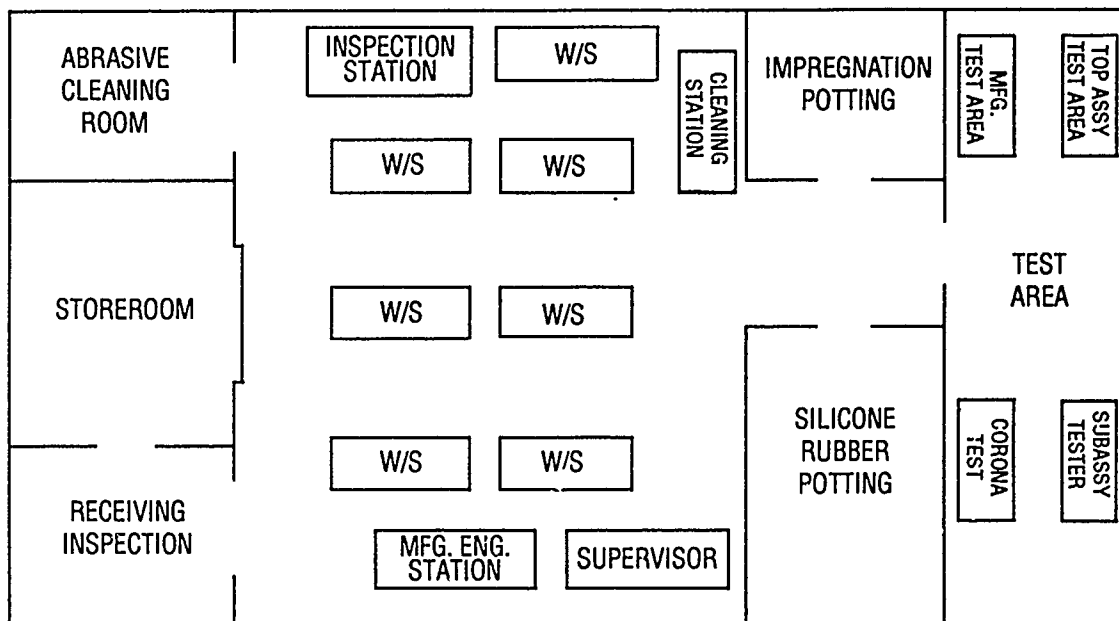 ABRASIVE
CLEANING
ROOM
INSPECTION
STATION
W/S
CLEANING
STATION
IMPREGNATION
POTTING
MFG.
TEST AREA
TOP ASSY
TEST AREA
W/S
W/S
STOREROOM
W/S
W/S
TEST
AREA
W/S
W/S
SILICONE
RUBBER
POTTING
CORONA
TEST
SUBASSY
TESTER
RECEIVING
INSPECTION
MFG. ENG.
STATION
SUPERVISOR